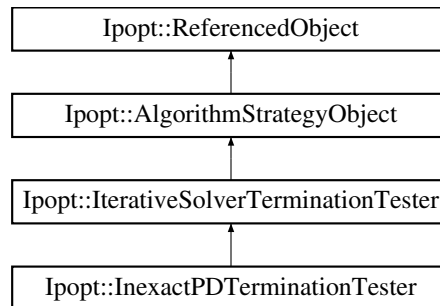 Ipopt::ReferencedObject
Ipopt::AlgorithmStrategyObject
Ipopt::IterativeSolverTerminationTester
Ipopt::InexactPDTerminationTester